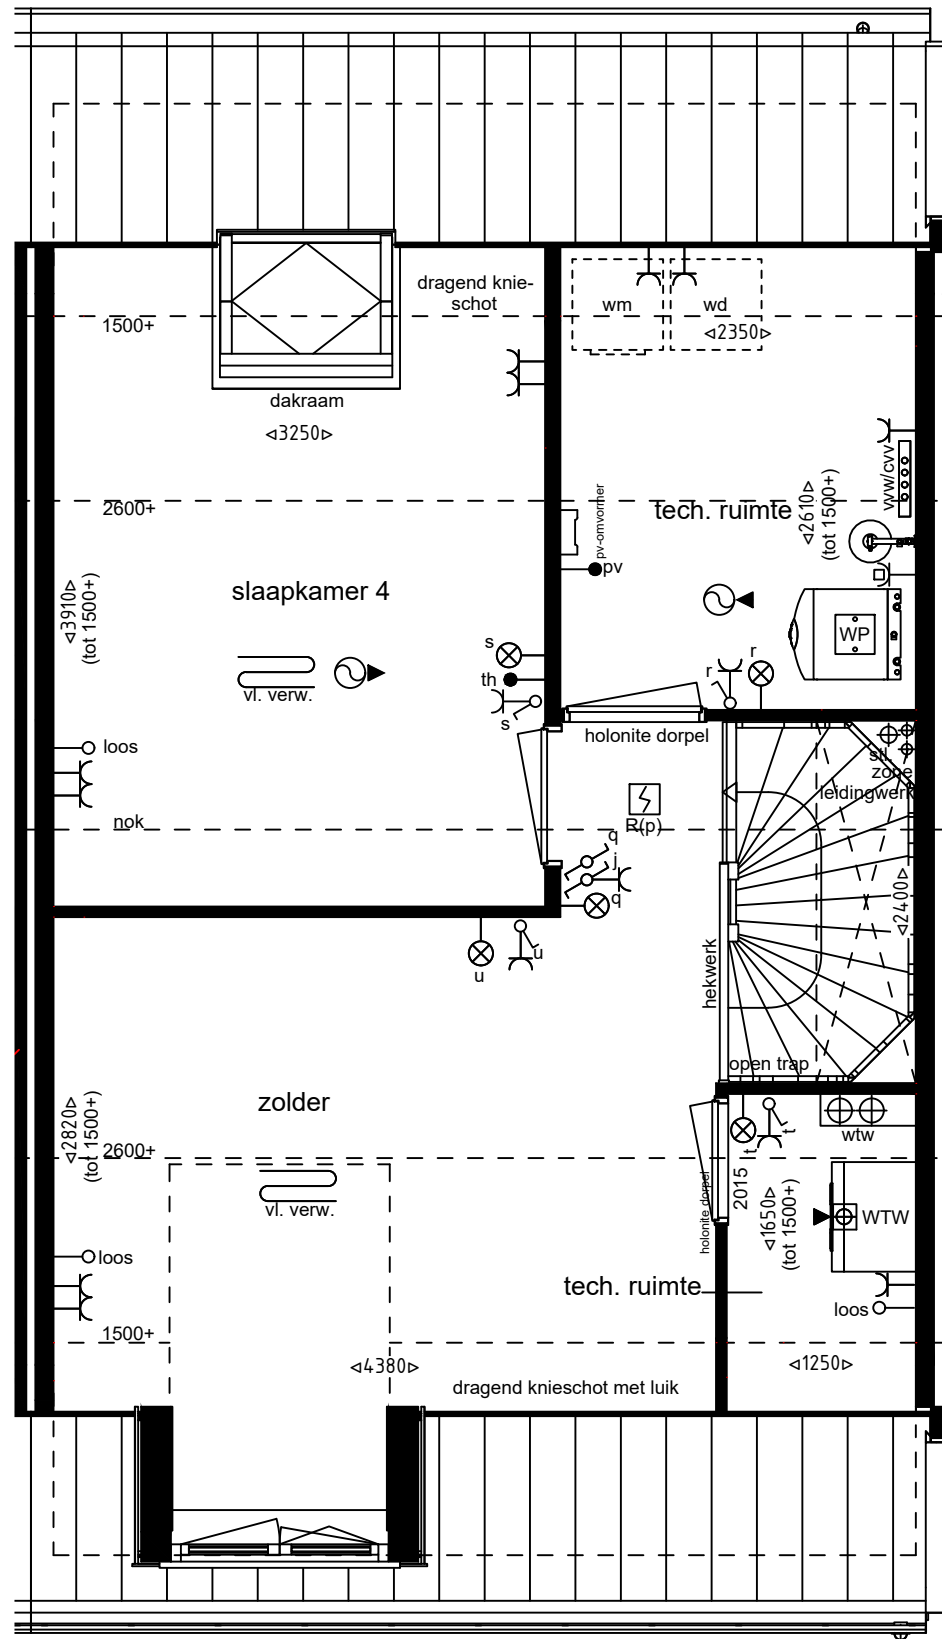 dragend knie-
schot
wm
wd
1500+
◁2350▷
dakraam
◁3250▷
vvw/cvv
2600+
tech. ruimte
◁2610▷
(tot 1500+)
pv-omvormer
pv
slaapkamer 4
◁3910▷
(tot 1500+)
WP
s
r
r
th
vl. verw.
s
holonite dorpel
loos
stl.
zone
leidingwerk
nok
R(p)
q
j
q
◁2400▷
hekwerk
u
u
open trap
zolder
◁2820▷
(tot 1500+)
2600+
t
t
wtw
vl. verw.
holonite dorpel
2015
◁1650▷
(tot 1500+)
WTW
loos
tech. ruimte
loos
1500+
◁4380▷
◁1250▷
dragend knieschot met luik